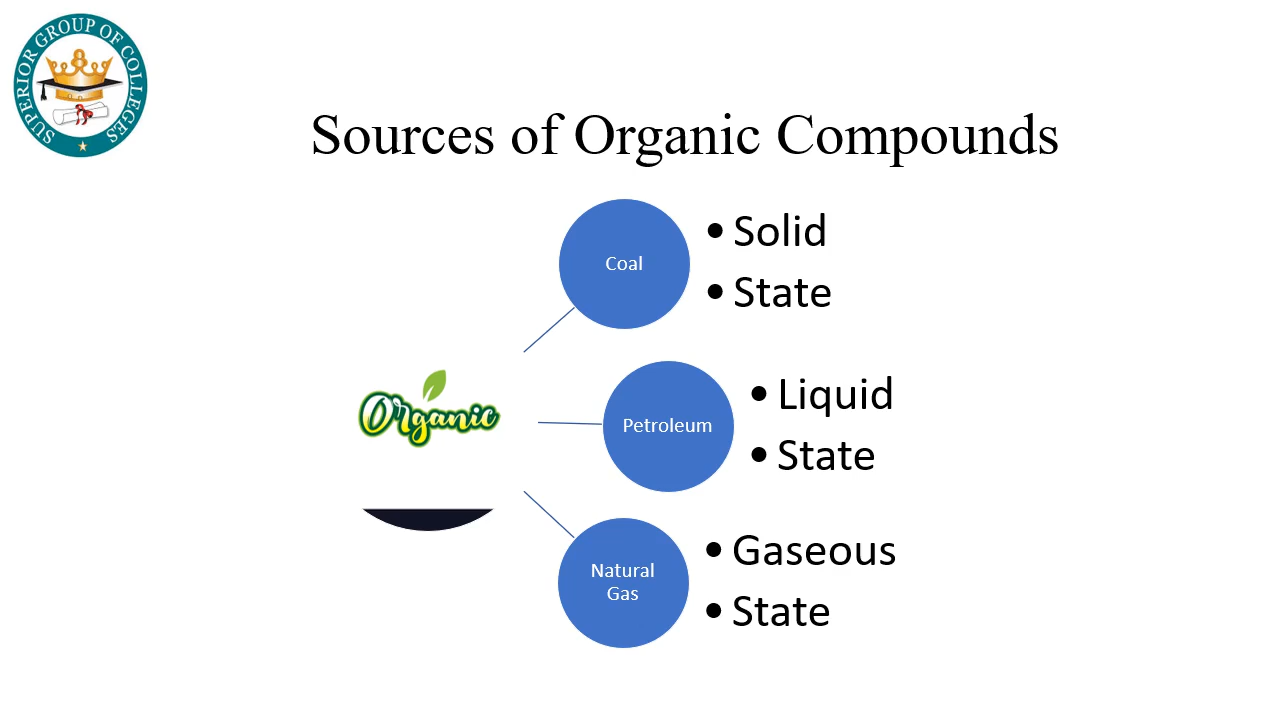 SUPERIOR GROUP OF COLLEGES
Sources of Organic Compounds
Coal
• Solid
• State
Organic
Petroleum
• Liquid
• State
Natural
Gas
• Gaseous
• State